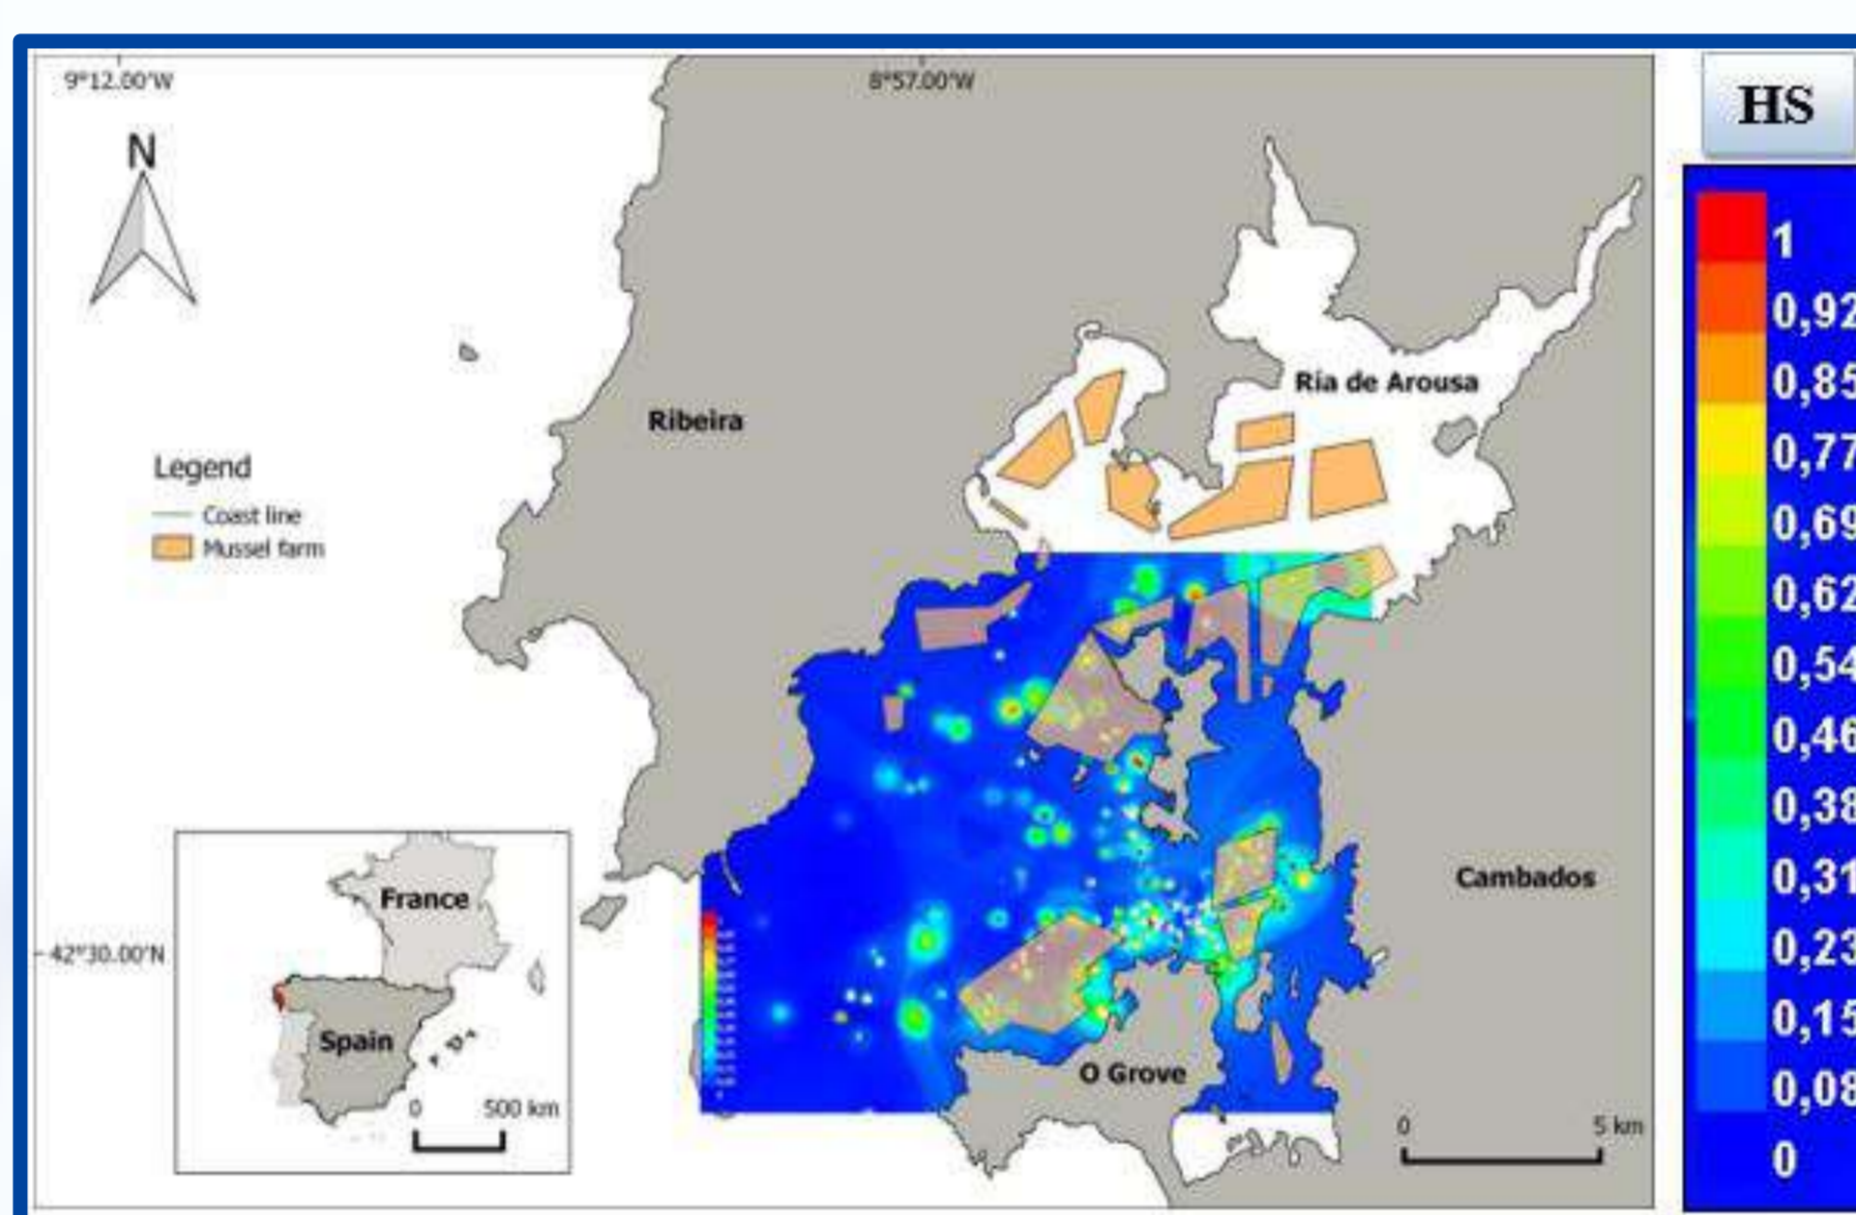 9°12.00'W
8°57.00'W
HS
N
Ribeira
Ría de Arousa
Legend
Coast line
Mussel farm
Cambados
42°30.00'N
France
Spain
0 500 km
O Grove
0 5 km
1
0,92
0,85
0,77
0,69
0,62
0,54
0,46
0,38
0,31
0,23
0,15
0,08
0